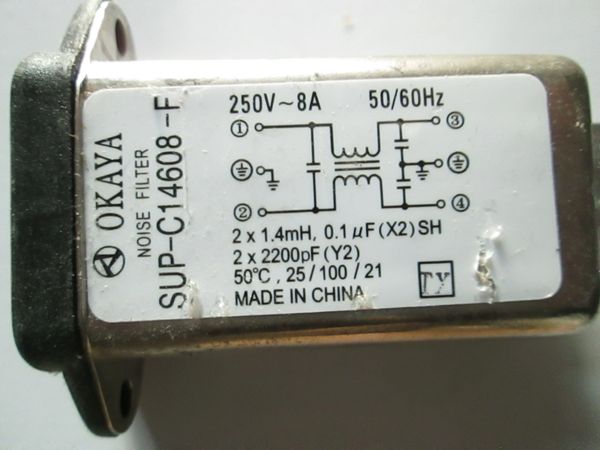 OKAYA
NOISE FILTER
SUP-C14608-F
250V~8A 50/60Hz
① ③
② ④
2 x 1.4mH, 0.1μF(X2)SH
2 x 2200pF(Y2)
50°C, 25/100/21
MADE IN CHINA
TY